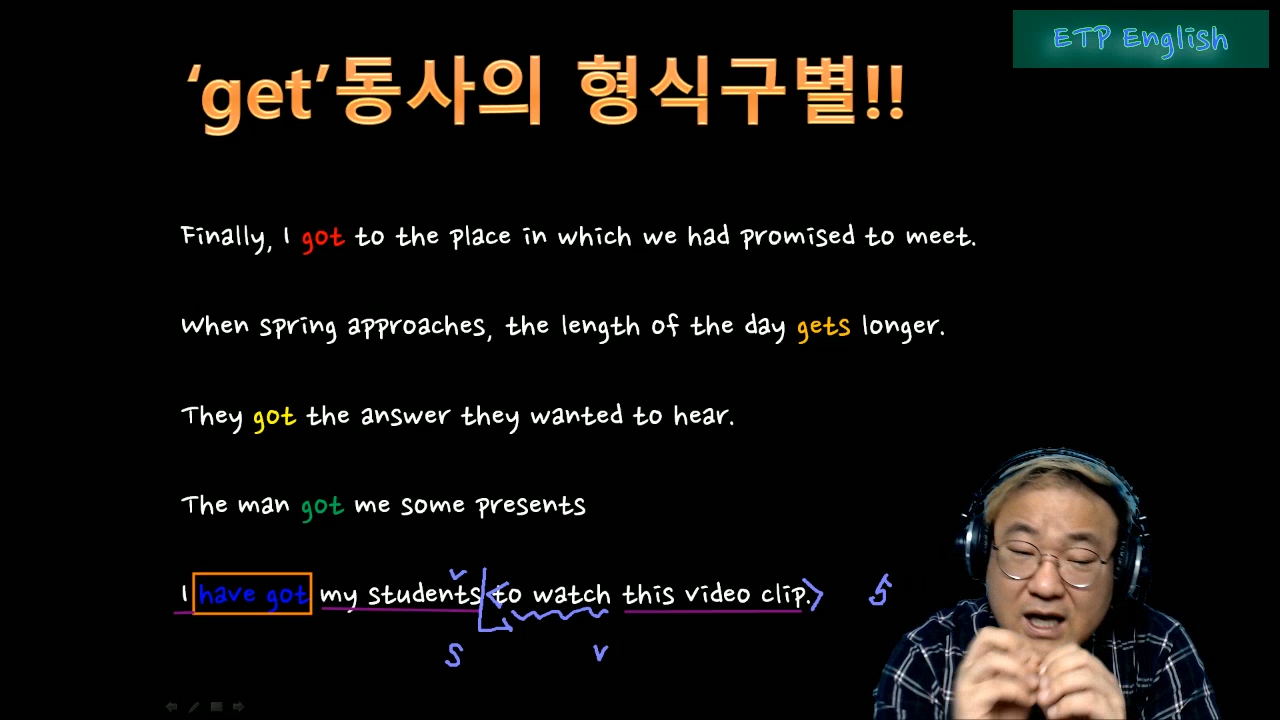 ETP English
‘get’동사의 형식구별!!
Finally, I got to the place in which we had promised to meet.
When spring approaches, the length of the day gets longer.
They got the answer they wanted to hear.
The man got me some presents
I have got my students to watch this video clip. 5
S V